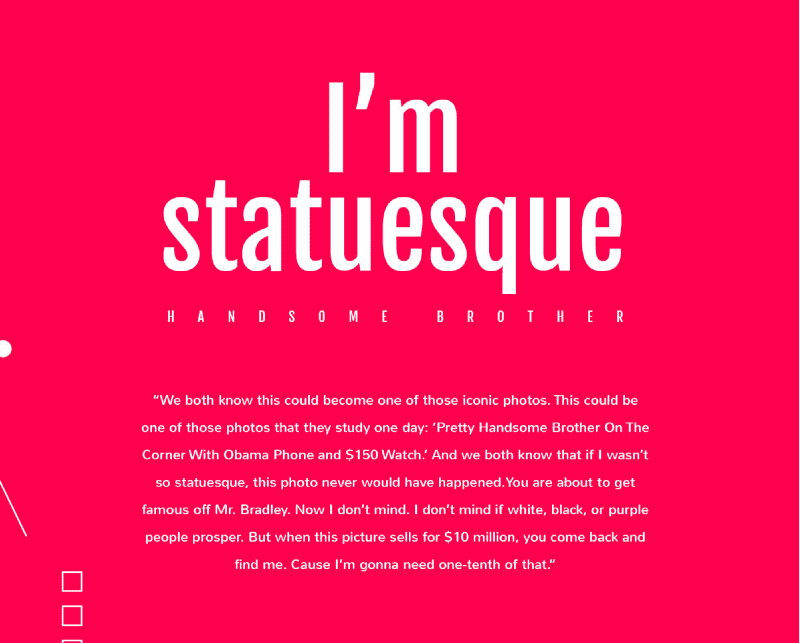 I’m
statuesque
HANDSOME BROTHER
“We both know this could become one of those iconic photos. This could be
one of those photos that they study one day: ‘Pretty Handsome Brother On The
Corner With Obama Phone and $150 Watch.’ And we both know that if I wasn’t
so statuesque, this photo never would have happened.You are about to get
famous off Mr. Bradley. Now I don’t mind. I don’t mind if white, black, or purple
people prosper. But when this picture sells for $10 million, you come back and
find me. Cause I’m gonna need one-tenth of that.“